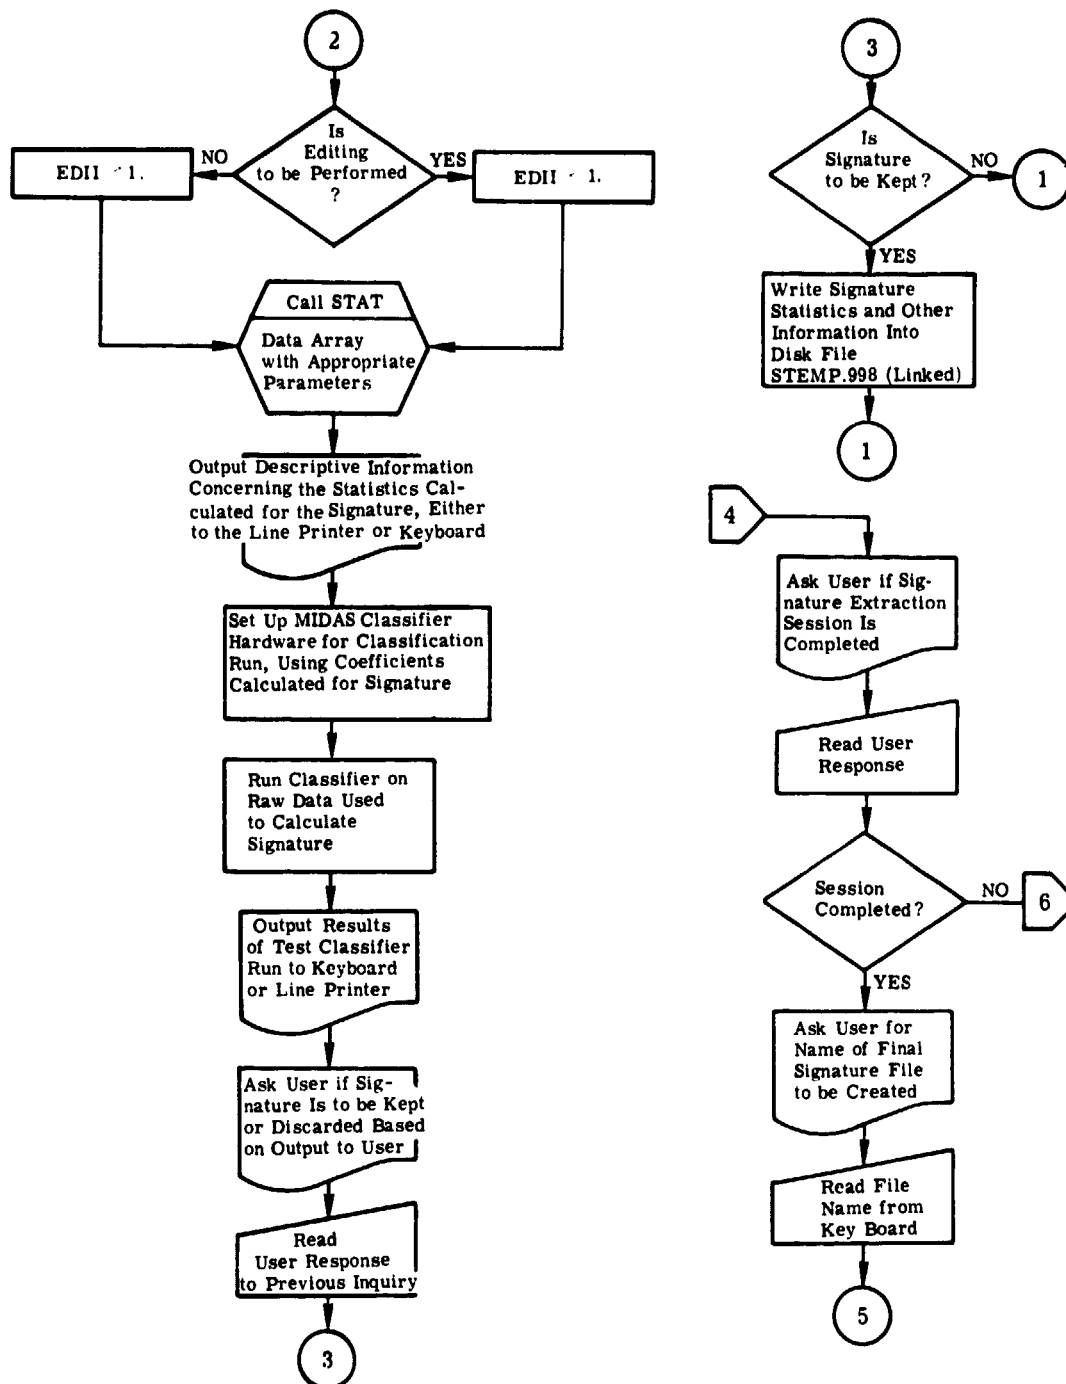 2
Is
Editing
to be Performed
?
NO
YES
EDIT
1.
EDIT
1.
Call STAT
Data Array
with Appropriate
Parameters
Output Descriptive Information
Concerning the Statistics Cal-
culated for the Signature, Either
to the Line Printer or Keyboard
Set Up MIDAS Classifier
Hardware for Classification
Run, Using Coefficients
Calculated for Signature
Run Classifier on
Raw Data Used
to Calculate
Signature
Output Results
of Test Classifier
Run to Keyboard
or Line Printer
Ask User if Sig-
nature Is to be Kept
or Discarded Based
on Output to User
Read
User Response
to Previous Inquiry
3
3
Is
Signature
to be Kept?
NO
1
YES
Write Signature
Statistics and Other
Information Into
Disk File
STEMP.998 (Linked)
1
4
Ask User if Sig-
nature Extraction
Session Is
Completed
Read User
Response
Session
Completed?
NO
6
YES
Ask User for
Name of Final
Signature File
to be Created
Read File
Name from
Key Board
5